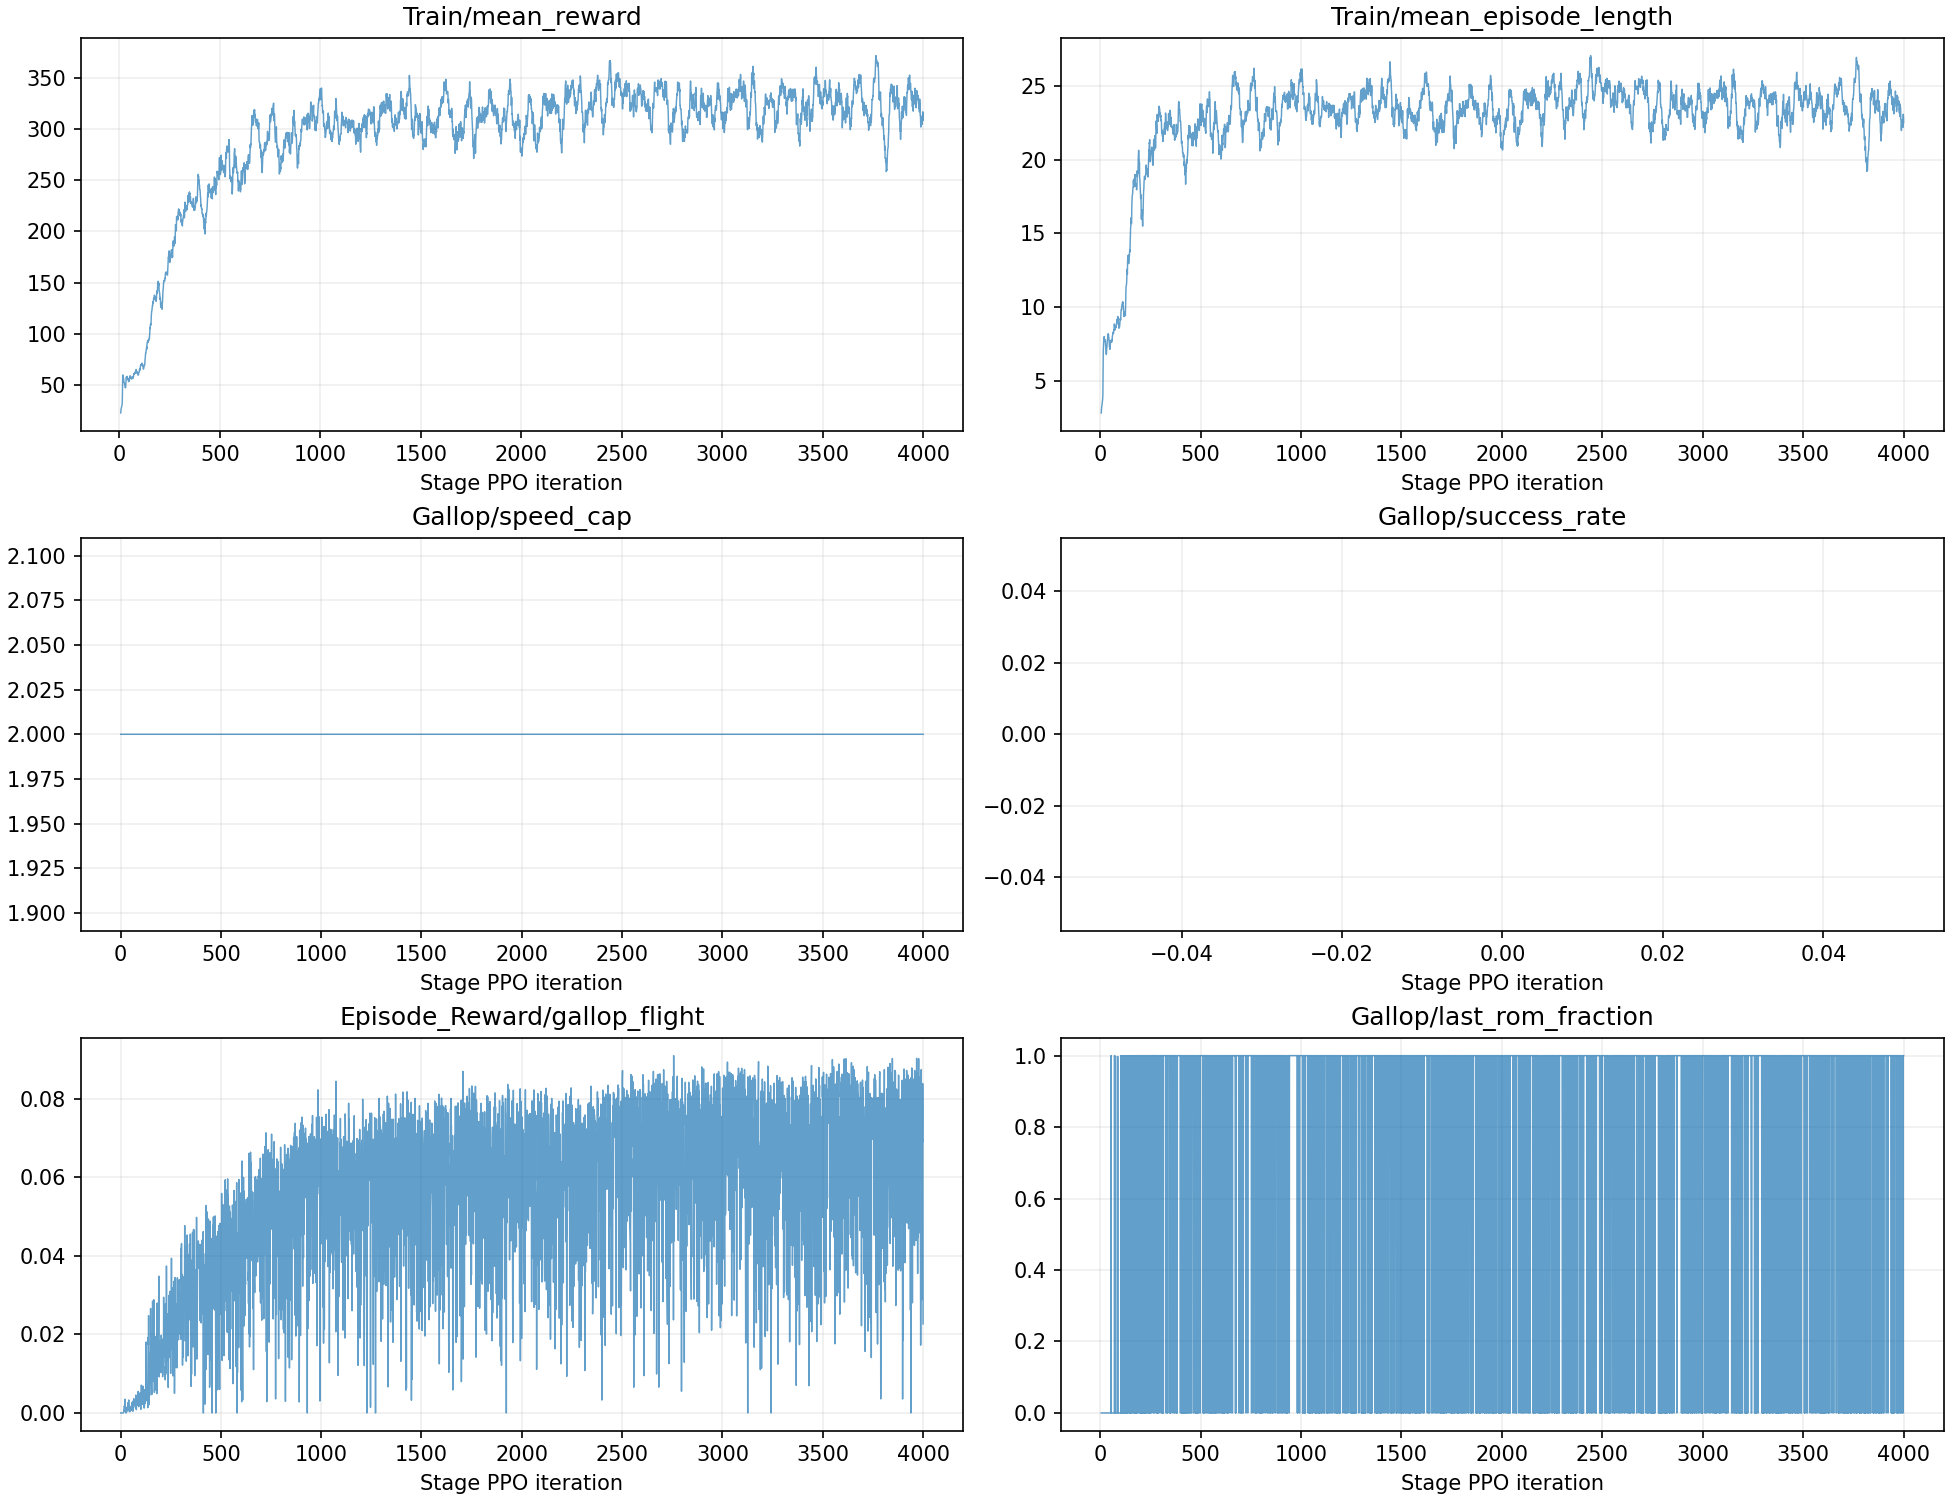 Train/mean_reward
350
300
250
200
150
100
50
0 500 1000 1500 2000 2500 3000 3500 4000
Stage PPO iteration
Train/mean_episode_length
25
20
15
10
5
0 500 1000 1500 2000 2500 3000 3500 4000
Stage PPO iteration
Gallop/speed_cap
2.100
2.075
2.050
2.025
2.000
1.975
1.950
1.925
1.900
0 500 1000 1500 2000 2500 3000 3500 4000
Stage PPO iteration
Gallop/success_rate
0.04
0.02
0.00
−0.02
−0.04
−0.04 −0.02 0.00 0.02 0.04
Stage PPO iteration
Episode_Reward/gallop_flight
0.08
0.06
0.04
0.02
0.00
0 500 1000 1500 2000 2500 3000 3500 4000
Stage PPO iteration
Gallop/last_rom_fraction
1.0
0.8
0.6
0.4
0.2
0.0
0 500 1000 1500 2000 2500 3000 3500 4000
Stage PPO iteration